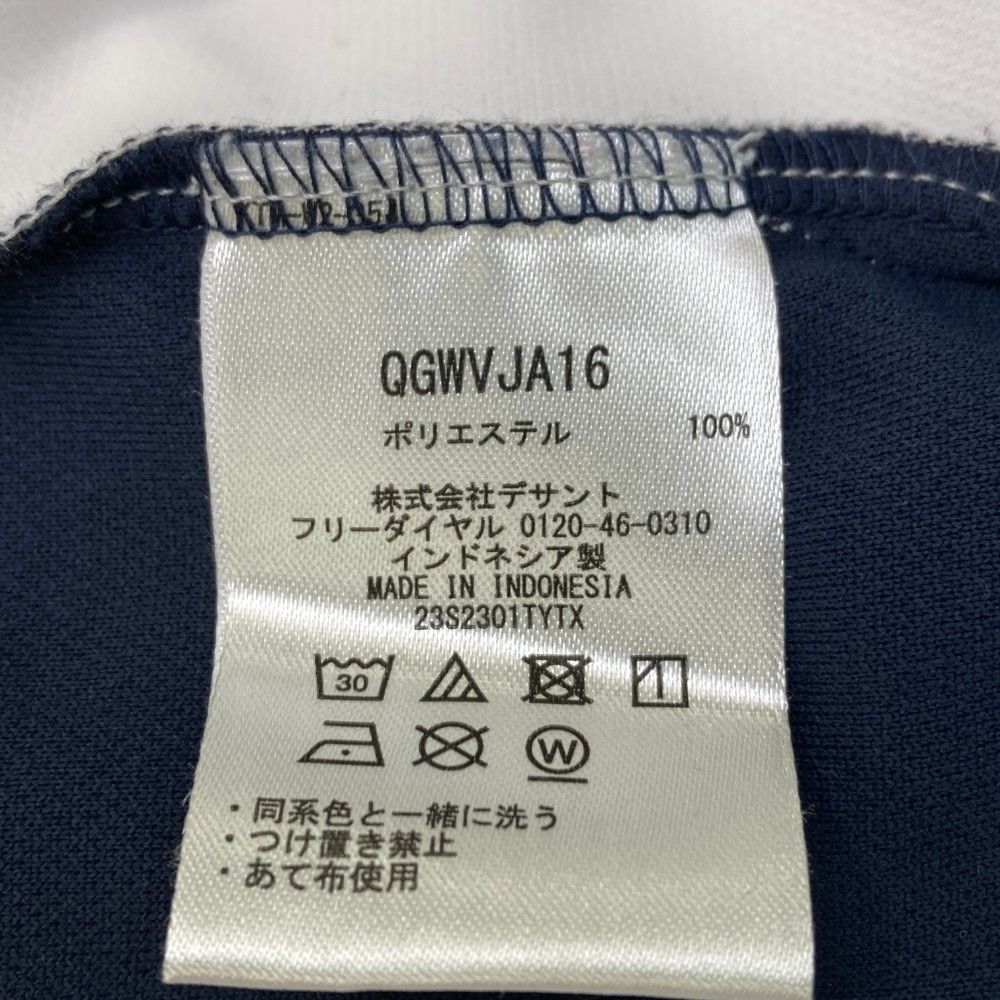 QGWVJA16
ポリエステル 100%
株式会社デサント
フリーダイヤル 0120-46-0310
インドネシア製
MADE IN INDONESIA
23S2301TYTX
30
W
・同系色と一緒に洗う
・つけ置き禁止
・あて布使用